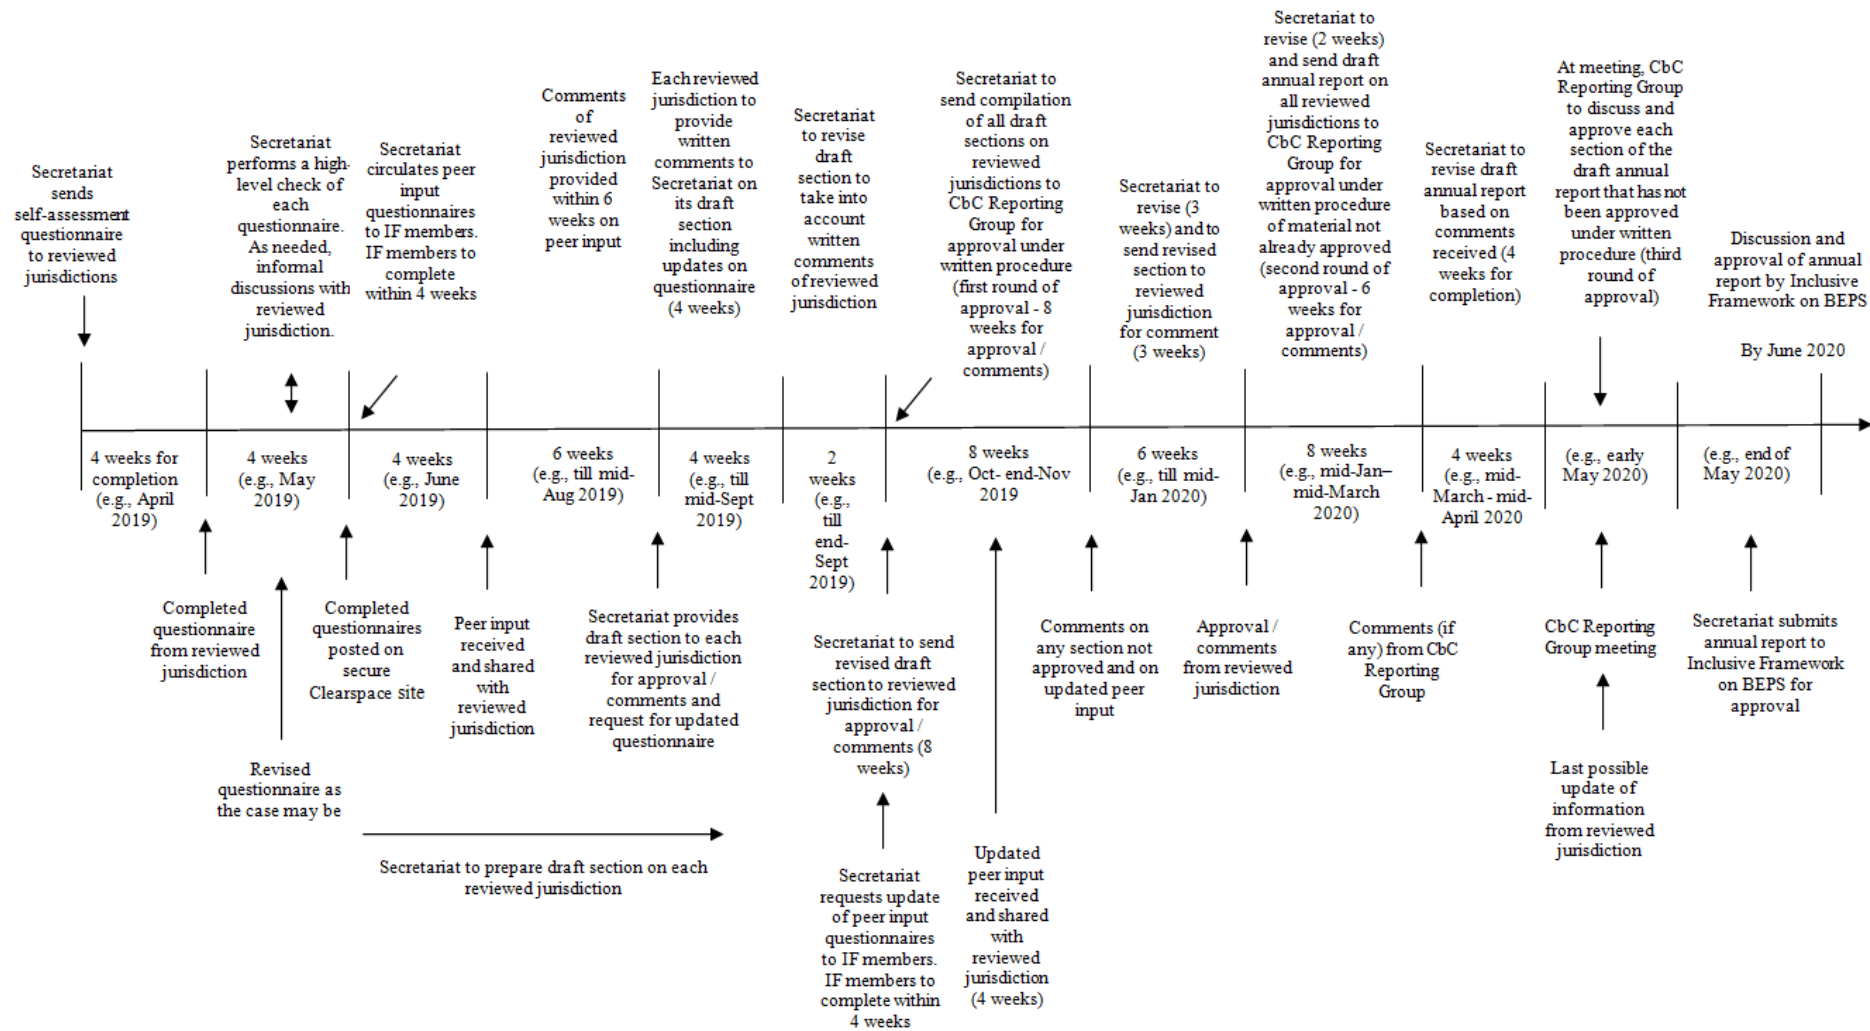 Secretariat
sends
self-assessment
questionnaire
to reviewed
jurisdictions
Secretariat
performs a high-
level check of
each
questionnaire.
As needed,
informal
discussions with
reviewed
jurisdiction.
Secretariat
circulates peer
input
questionnaires
to IF members.
IF members to
complete
within 4 weeks
Comments
of
reviewed
jurisdiction
provided
within 6
weeks on
peer input
Each reviewed
jurisdiction to
provide
written
comments to
Secretariat on
its draft
section
including
updates on
questionnaire
(4 weeks)
Secretariat
to revise
draft
section to
take into
account
written
comments
of reviewed
jurisdiction
Secretariat to
send compilation
of all draft
sections on
reviewed
jurisdictions to
CbC Reporting
Group for
approval under
written procedure
(first round of
approval - 8
weeks for
approval /
comments)
Secretariat to
revise (3
weeks) and to
send revised
section to
reviewed
jurisdiction
for comment
(3 weeks)
Secretariat to
revise (2 weeks)
and send draft
annual report on
all reviewed
jurisdictions to
CbC Reporting
Group for
approval under
written procedure
of material not
already approved
(second round of
approval - 6
weeks for
approval /
comments)
Secretariat to
revise draft
annual report
based on
comments
received (4
weeks for
completion)
At meeting, CbC
Reporting Group
to discuss and
approve each
section of the
draft annual
report that has not
been approved
under written
procedure (third
round of
approval)
Discussion and
approval of annual
report by Inclusive
Framework on BEPS
By June 2020
4 weeks for
completion
(e.g., April
2019)
4 weeks
(e.g., May
2019)
4 weeks
(e.g., June
2019)
6 weeks
(e.g., till mid-
Aug 2019)
4 weeks
(e.g., till
mid-Sept
2019)
2
weeks
(e.g.,
till
end-
Sept
2019)
8 weeks
(e.g., Oct- end-Nov
2019
6 weeks
(e.g., till mid-
Jan 2020)
8 weeks
(e.g., mid-Jan–
mid-March
2020)
4 weeks
(e.g., mid-
March - mid-
April 2020
(e.g., early
May 2020)
(e.g., end of
May 2020)
Completed
questionnaire
from reviewed
jurisdiction
Revised
questionnaire as
the case may be
Completed
questionnaires
posted on
secure
Clearspace site
Peer input
received
and shared
with
reviewed
jurisdiction
Secretariat provides
draft section to each
reviewed jurisdiction
for approval /
comments and
request for updated
questionnaire
Secretariat to prepare draft section on each
reviewed jurisdiction
Secretariat to send
revised draft
section to reviewed
jurisdiction for
approval /
comments (8
weeks)
Secretariat
requests update
of peer input
questionnaires
to IF members.
IF members to
complete within
4 weeks
Updated
peer input
received
and shared
with
reviewed
jurisdiction
(4 weeks)
Comments on
any section not
approved and on
updated peer
input
Approval /
comments
from reviewed
jurisdiction
Comments (if
any) from CbC
Reporting
Group
CbC Reporting
Group meeting
Last possible
update of
information
from reviewed
jurisdiction
Secretariat submits
annual report to
Inclusive Framework
on BEPS for
approval